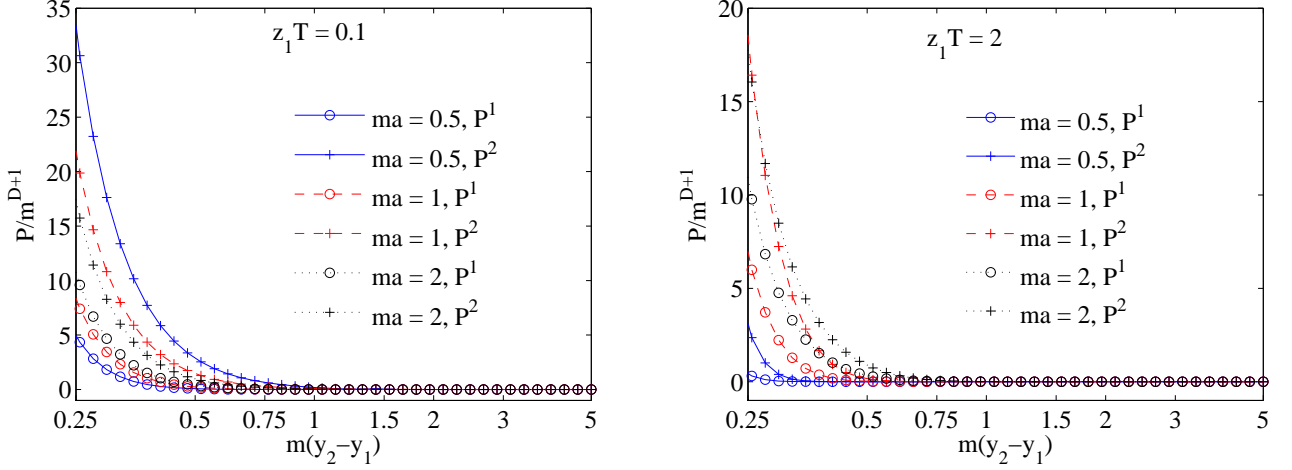 z₁T = 0.1
P/m^{D+1}
35
30
25
20
15
10
5
0
ma = 0.5, P¹
ma = 0.5, P²
ma = 1, P¹
ma = 1, P²
ma = 2, P¹
ma = 2, P²
0.25 0.5 0.75 1 1.5 2 3 4 5
m(y₂−y₁)
z₁T = 2
P/m^{D+1}
20
15
10
5
0
ma = 0.5, P¹
ma = 0.5, P²
ma = 1, P¹
ma = 1, P²
ma = 2, P¹
ma = 2, P²
0.25 0.5 0.75 1 1.5 2 3 4 5
m(y₂−y₁)